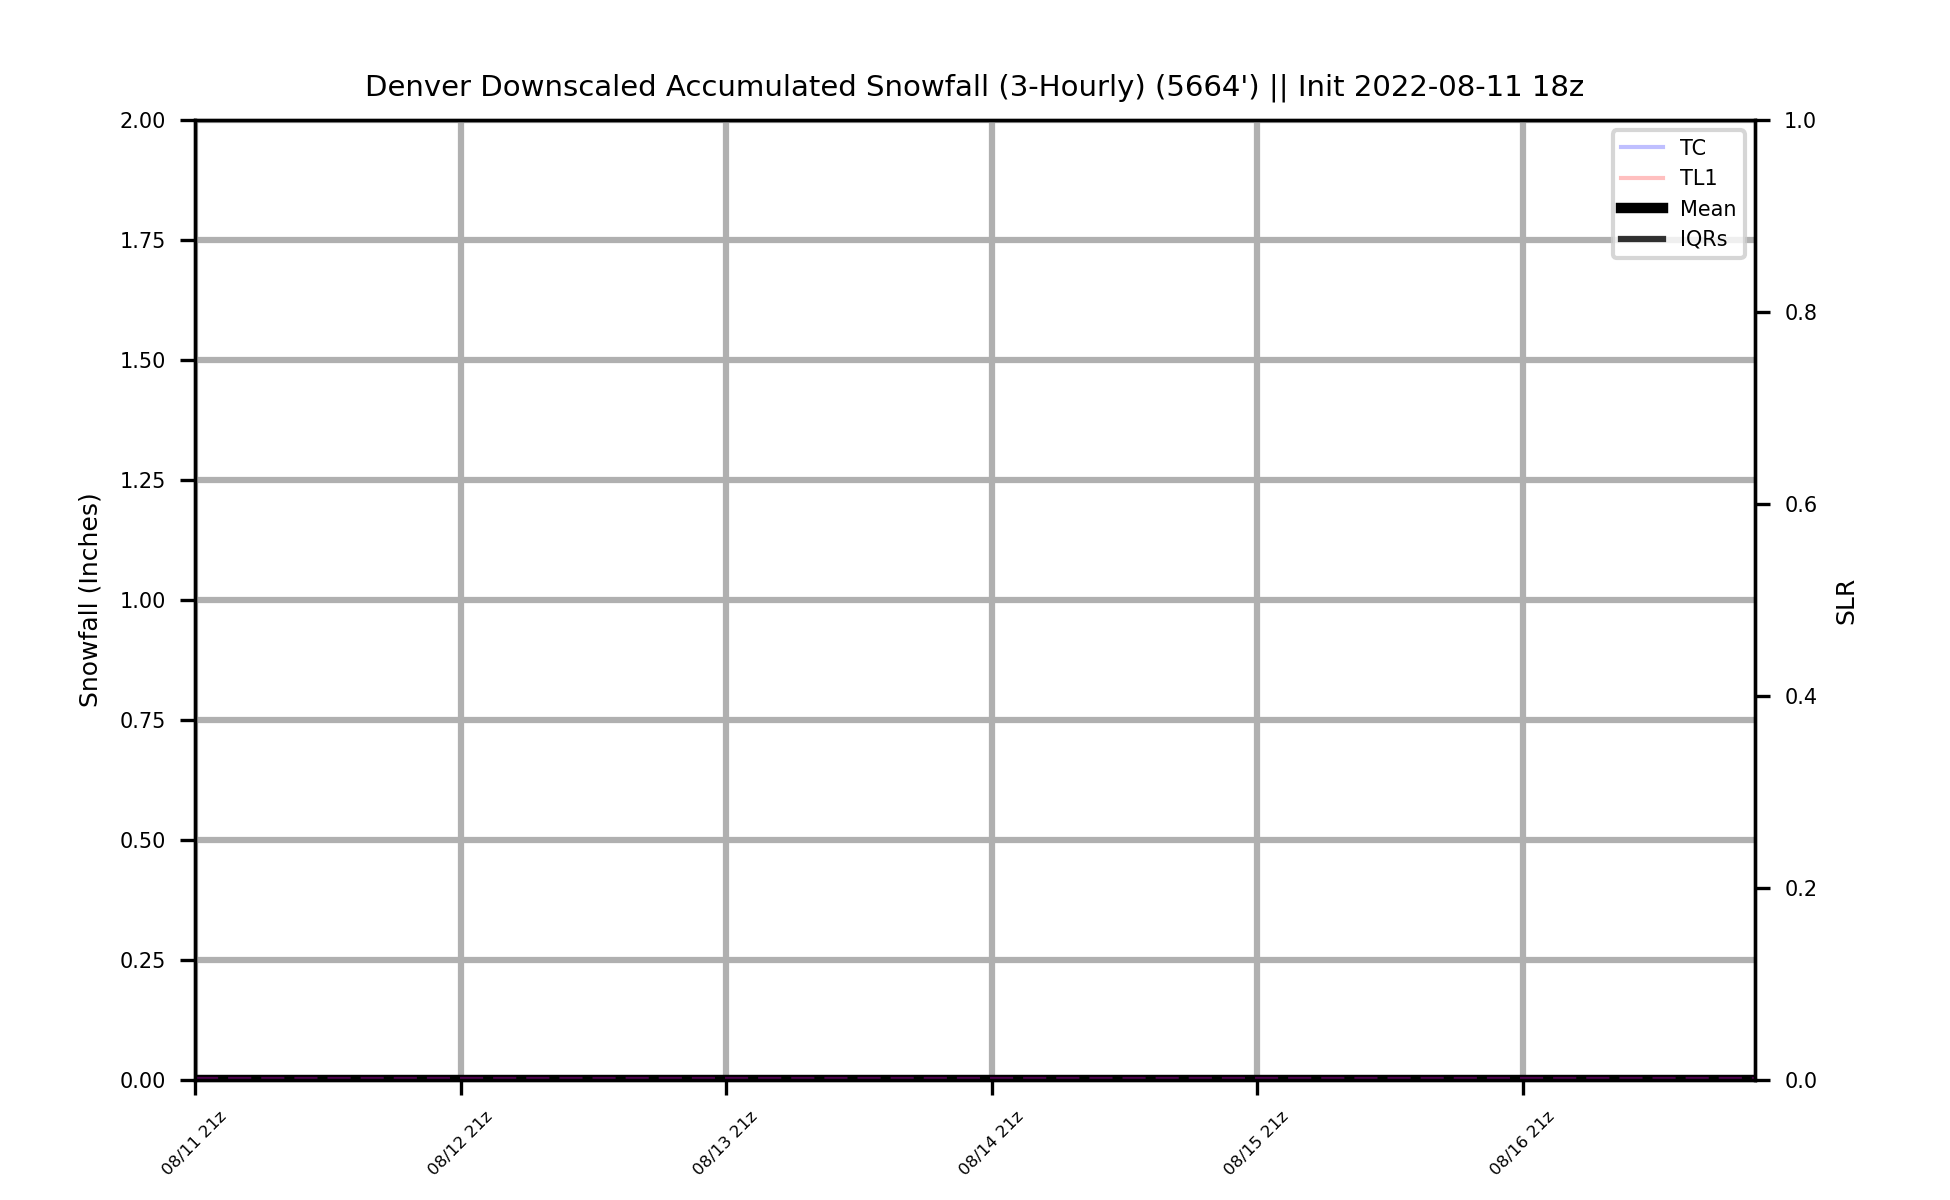 Denver Downscaled Accumulated Snowfall (3-Hourly) (5664') || Init 2022-08-11 18z
TC
TL1
Mean
IQRs
Snowfall (Inches)
2.00
1.75
1.50
1.25
1.00
0.75
0.50
0.25
0.00
1.0
0.8
0.6
0.4
0.2
0.0
SLR
08/11 21z
08/12 21z
08/13 21z
08/14 21z
08/15 21z
08/16 21z